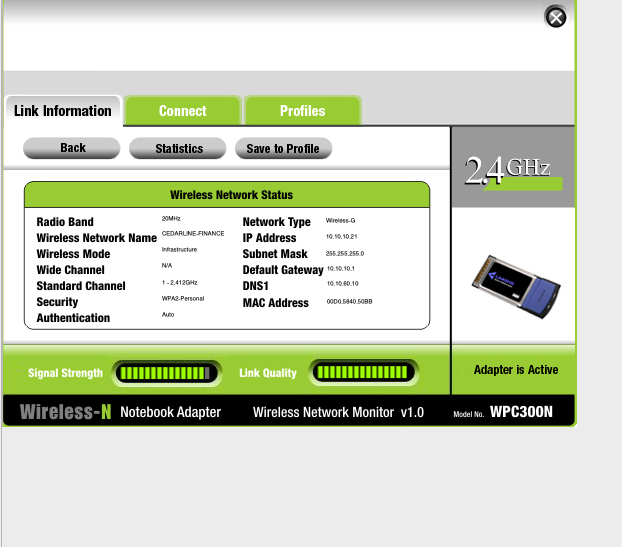 Link Information
Connect
Profiles
Back
Statistics
Save to Profile
2.4GHz
Wireless Network Status
Radio Band 20MHz
Wireless Network Name CEDARLINE-FINANCE
Wireless Mode Infrastructure
Wide Channel N/A
Standard Channel 1 - 2.412GHz
Security WPA2-Personal
Authentication Auto
Network Type Wireless-G
IP Address 10.10.10.21
Subnet Mask 255.255.255.0
Default Gateway 10.10.10.1
DNS1 10.10.60.10
MAC Address 00D0.5840.50BB
LINKSYS
Signal Strength
Link Quality
Adapter is Active
Wireless-N Notebook Adapter
Wireless Network Monitor v1.0
Model No. WPC300N